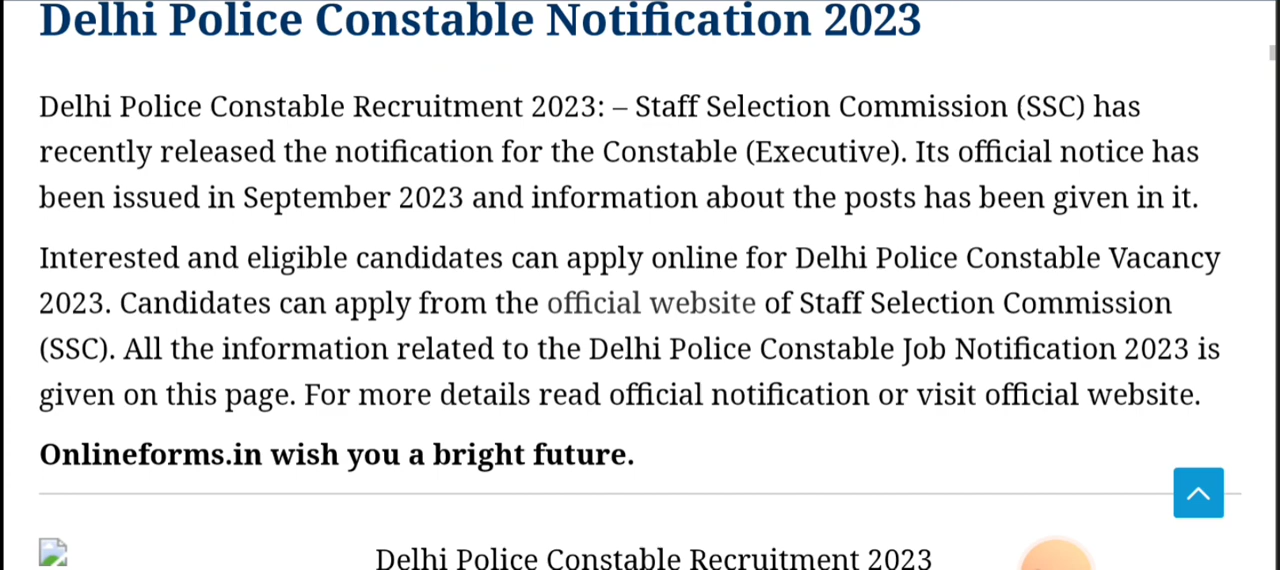 Delhi Police Constable Notification 2023
Delhi Police Constable Recruitment 2023: – Staff Selection Commission (SSC) has
recently released the notification for the Constable (Executive). Its official notice has
been issued in September 2023 and information about the posts has been given in it.
Interested and eligible candidates can apply online for Delhi Police Constable Vacancy
2023. Candidates can apply from the official website of Staff Selection Commission
(SSC). All the information related to the Delhi Police Constable Job Notification 2023 is
given on this page. For more details read official notification or visit official website.
Onlineforms.in wish you a bright future.
Delhi Police Constable Recruitment 2023